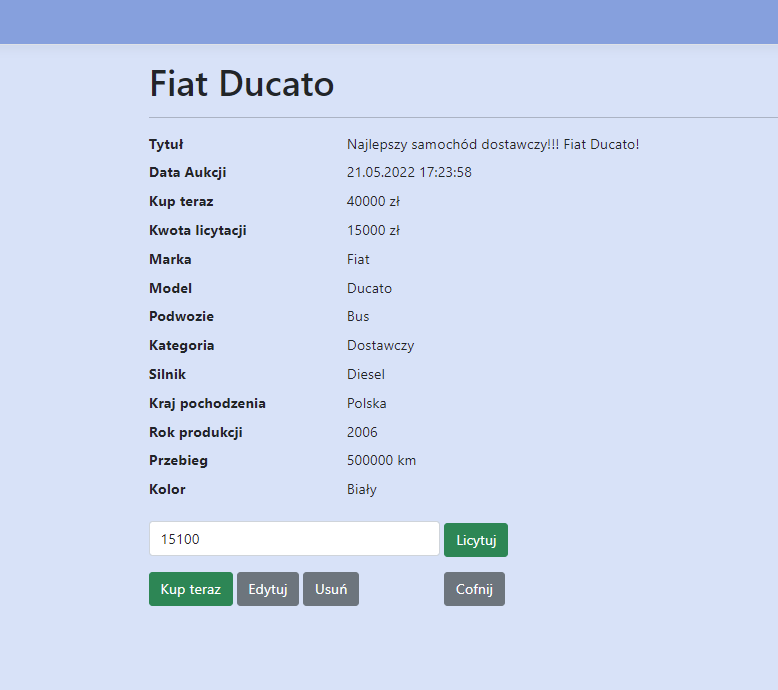 Fiat Ducato
Tytuł Najlepszy samochód dostawczy!!! Fiat Ducato!
Data Aukcji 21.05.2022 17:23:58
Kup teraz 40000 zł
Kwota licytacji 15000 zł
Marka Fiat
Model Ducato
Podwozie Bus
Kategoria Dostawczy
Silnik Diesel
Kraj pochodzenia Polska
Rok produkcji 2006
Przebieg 500000 km
Kolor Biały
15100 Licytuj
Kup teraz Edytuj Usuń Cofnij